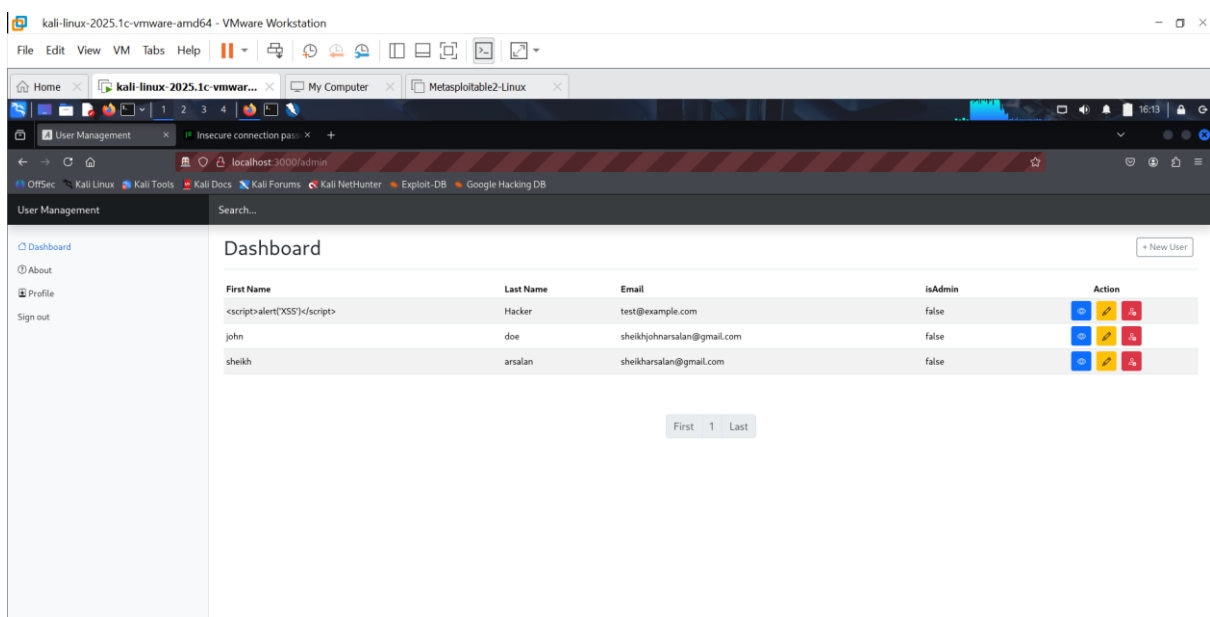 kali-linux-2025.1c-vmware-amd64 - VMware Workstation
File Edit View VM Tabs Help
Home kali-linux-2025.1c-vmwar... My Computer Metasploitable2-Linux
1 2 3 4 16:13
User Management Insecure connection pass
localhost:3000/admin
OffSec Kali Linux Kali Tools Kali Docs Kali Forums Kali NetHunter Exploit-DB Google Hacking DB
User Management Search...
Dashboard
About
Profile
Sign out
Dashboard + New User
First Name Last Name Email isAdmin Action
<script>alert('XSS')</script> Hacker test@example.com false
john doe sheikhjohnarsalan@gmail.com false
sheikh arsalan sheikharsalan@gmail.com false
First 1 Last